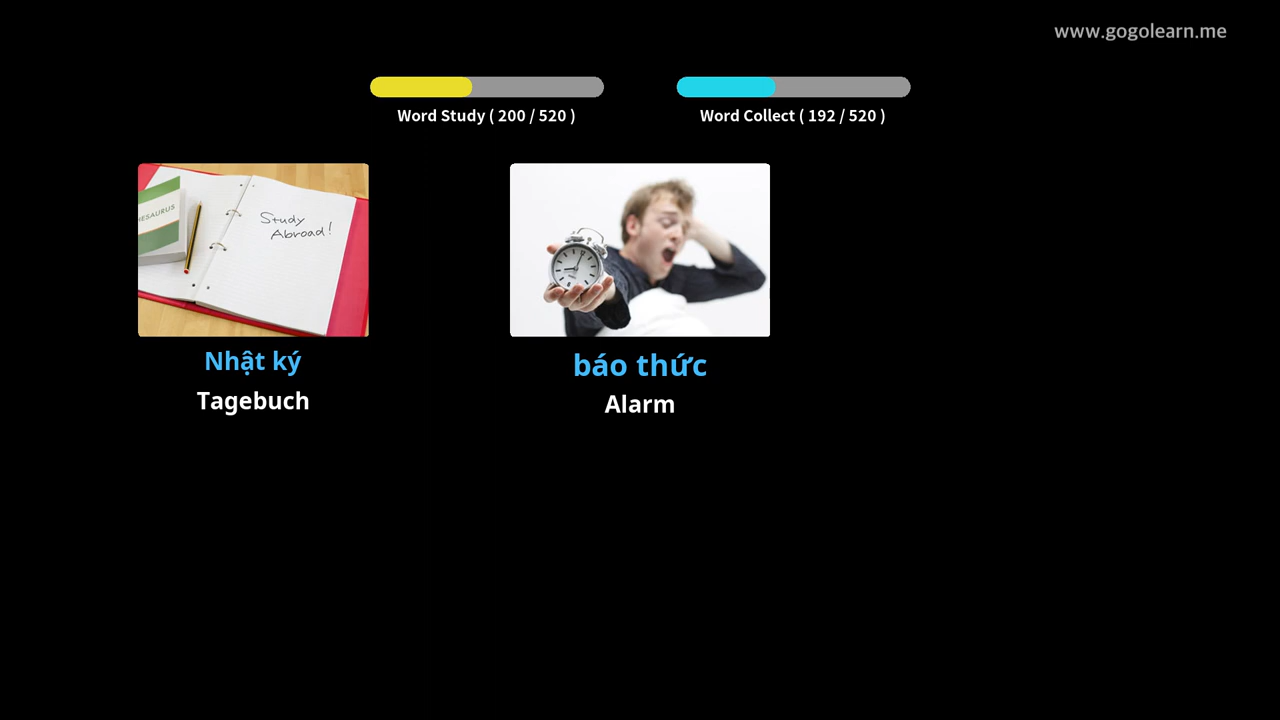 www.gogolearn.me
Word Study ( 200 / 520 )
Word Collect ( 192 / 520 )
THESAURUS
Study
Abroad!
Nhật ký
Tagebuch
báo thức
Alarm